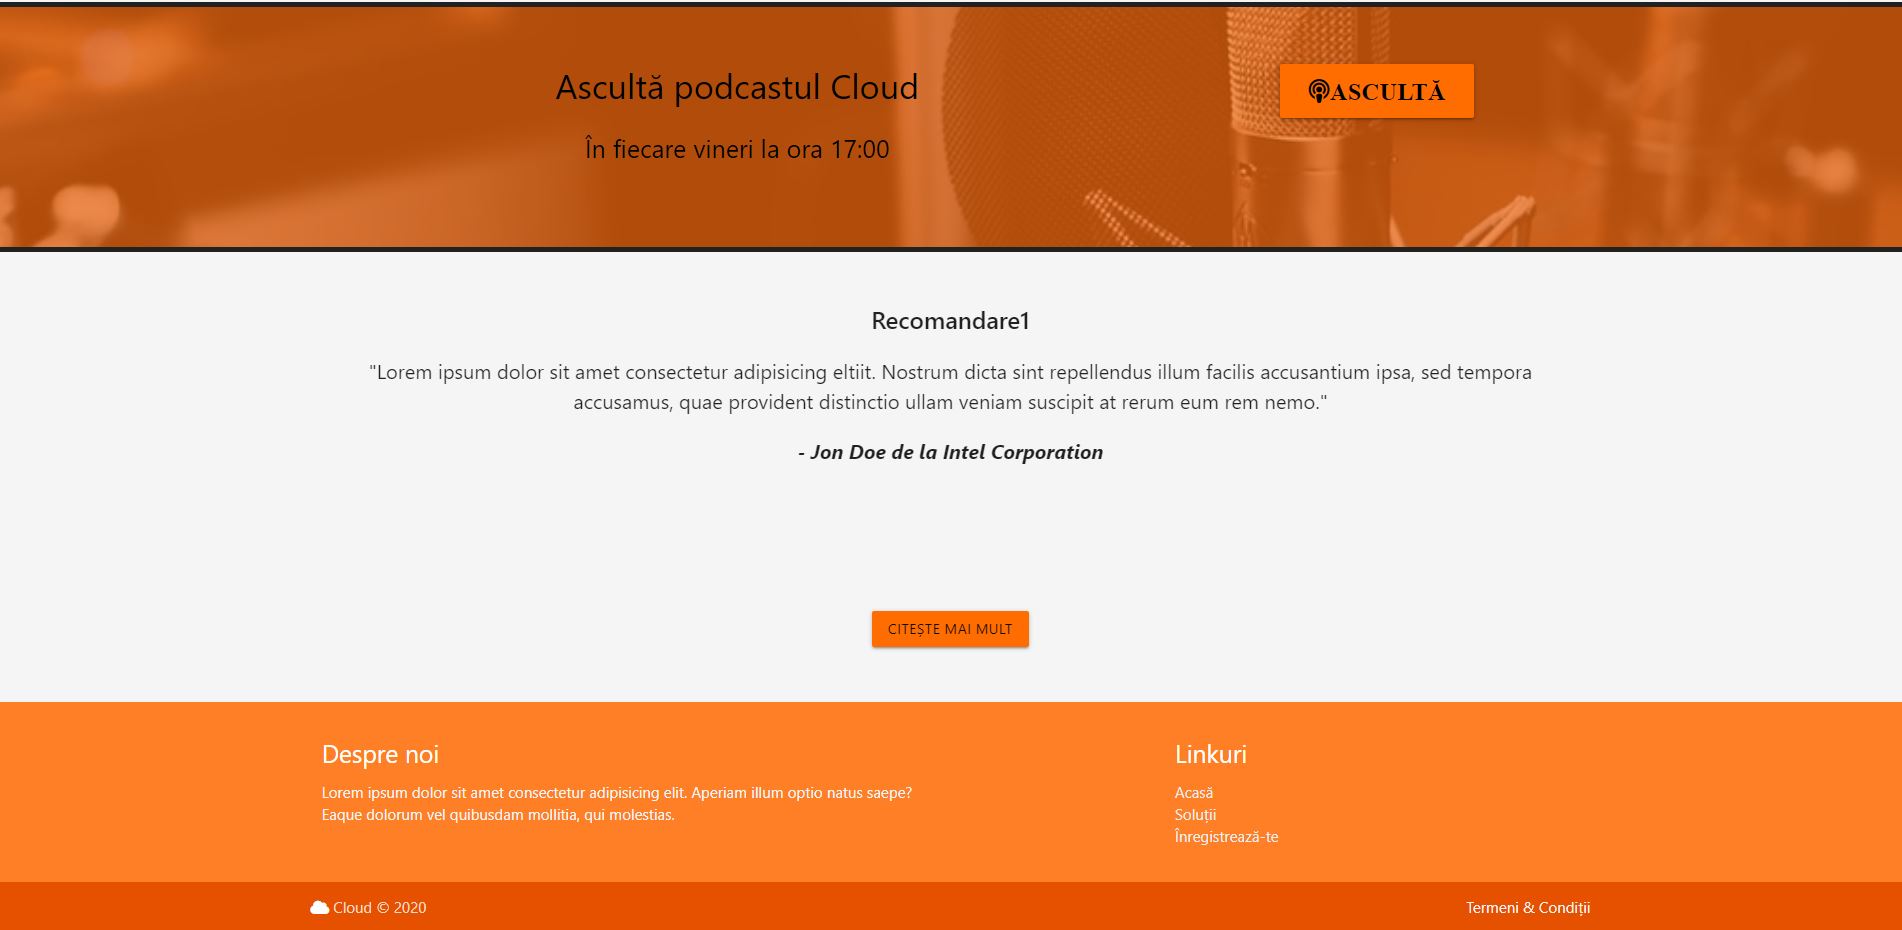 Ascultă podcastul Cloud
ASCULTĂ
În fiecare vineri la ora 17:00
Recomandare1
"Lorem ipsum dolor sit amet consectetur adipisicing eltiit. Nostrum dicta sint repellendus illum facilis accusantium ipsa, sed tempora
accusamus, quae provident distinctio ullam veniam suscipit at rerum eum rem nemo."
- Jon Doe de la Intel Corporation
CITEȘTE MAI MULT
Despre noi
Lorem ipsum dolor sit amet consectetur adipisicing elit. Aperiam illum optio natus saepe?
Eaque dolorum vel quibusdam mollitia, qui molestias.
Linkuri
Acasă
Soluții
Înregistrează-te
Cloud © 2020
Termeni & Condiții